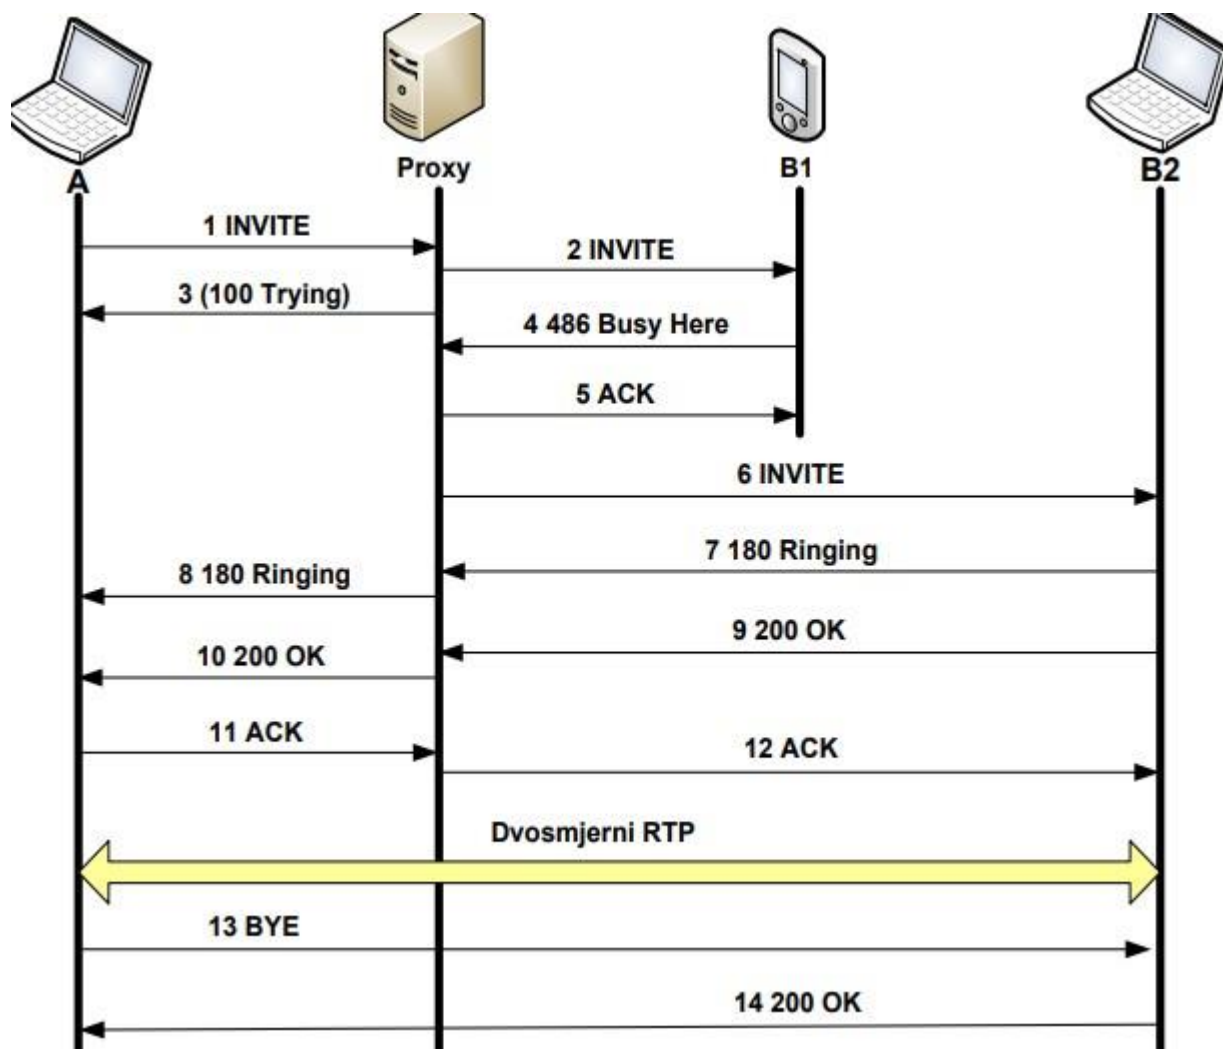 A
Proxy
B1
B2
1 INVITE
2 INVITE
3 (100 Trying)
4 486 Busy Here
5 ACK
6 INVITE
7 180 Ringing
8 180 Ringing
9 200 OK
10 200 OK
11 ACK
12 ACK
Dvosmjerni RTP
13 BYE
14 200 OK